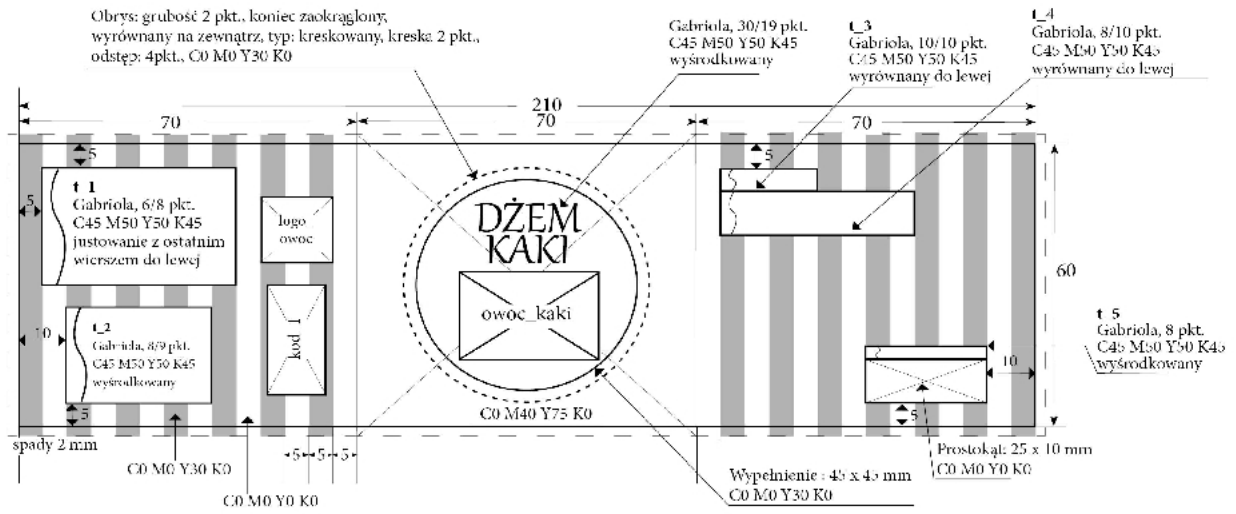 Obrys: grubość 2 pkt., koniec zaokrąglony,
wyrównany na zewnątrz, typ: kreskowany, kreska 2 pkt.,
odstęp: 4pkt., C0 M0 Y30 K0
Gabriola, 30/19 pkt.
C45 M50 Y50 K45
wyśrodkowany
t_3
Gabriola, 10/10 pkt.
C45 M50 Y50 K45
wyrównany do lewej
t_4
Gabriola, 8/10 pkt.
C45 M50 Y50 K45
wyrównany do lewej
210
70
70
70
5
5
5
t_1
Gabriola, 6/8 pkt.
C45 M50 Y50 K45
justowanie z ostatnim
wierszem do lewej
logo
owoc
DŻEM
KAKI
owoc_kaki
60
10
t_2
Gabriola, 8/9 pkt.
C45 M50 Y50 K45
wyśrodkowany
kod_1
t_5
Gabriola, 8 pkt.
C45 M50 Y50 K45
wyśrodkowany
10
5
5
C0 M40 Y75 K0
spady 2 mm
5
5
5
C0 M0 Y30 K0
C0 M0 Y0 K0
Wypełnienie : 45 x 45 mm
C0 M0 Y30 K0
Prostokąt: 25 x 10 mm
C0 M0 Y0 K0